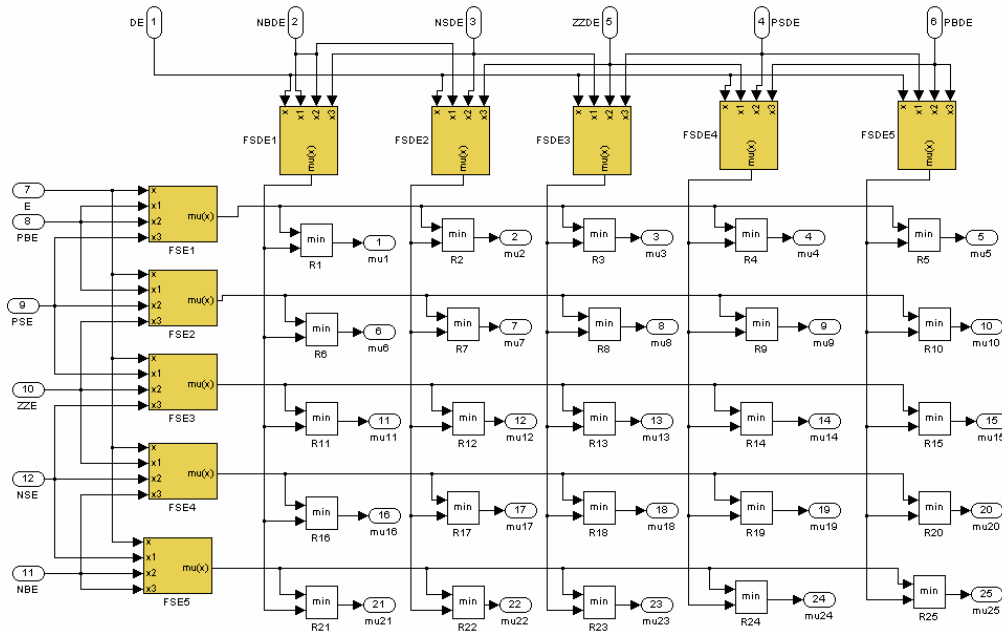 DE 1 NBDE 2 NSDE 3 ZZDE 5 4 PSDE 6 PBDE
x x1 x2 x3 x x1 x2 x3 x x1 x2 x3 x x1 x2 x3 x x1 x2 x3
FSDE1 FSDE2 FSDE3 FSDE4 FSDE5
mu(x) mu(x) mu(x) mu(x) mu(x)
7
E
8
PBE
x
x1
x2 mu(x)
x3
FSE1
min 1 min 2 min 3 min 4 min 5
R1 mu1 R2 mu2 R3 mu3 R4 mu4 R5 mu5
9
PSE
x
x1
x2 mu(x)
x3
FSE2
min 6 min 7 min 8 min 9 min 10
R6 mu6 R7 mu7 R8 mu8 R9 mu9 R10 mu10
10
ZZE
x
x1
x2 mu(x)
x3
FSE3
min 11 min 12 min 13 min 14 min 15
R11 mu11 R12 mu12 R13 mu13 R14 mu14 R15 mu15
12
NSE
x
x1
x2 mu(x)
x3
FSE4
min 16 min 17 min 18 min 19 min 20
R16 mu16 R17 mu17 R18 mu18 R19 mu19 R20 mu20
11
NBE
x
x1
x2 mu(x)
x3
FSE5
min 21 min 22 min 23 min 24 min 25
R21 mu21 R22 mu22 R23 mu23 R24 mu24 R25 mu25